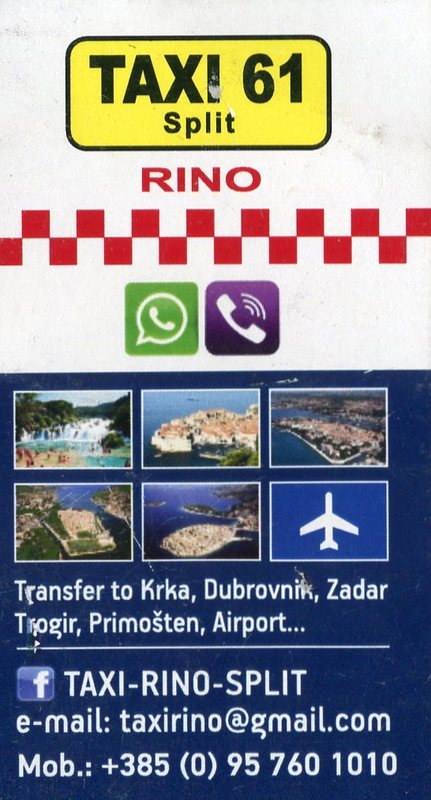 TAXI 61
Split
RINO
Transfer to Krka, Dubrovnik, Zadar
Trogir, Primošten, Airport...
f TAXI-RINO-SPLIT
e-mail: taxirino@gmail.com
Mob.: +385 (0) 95 760 1010